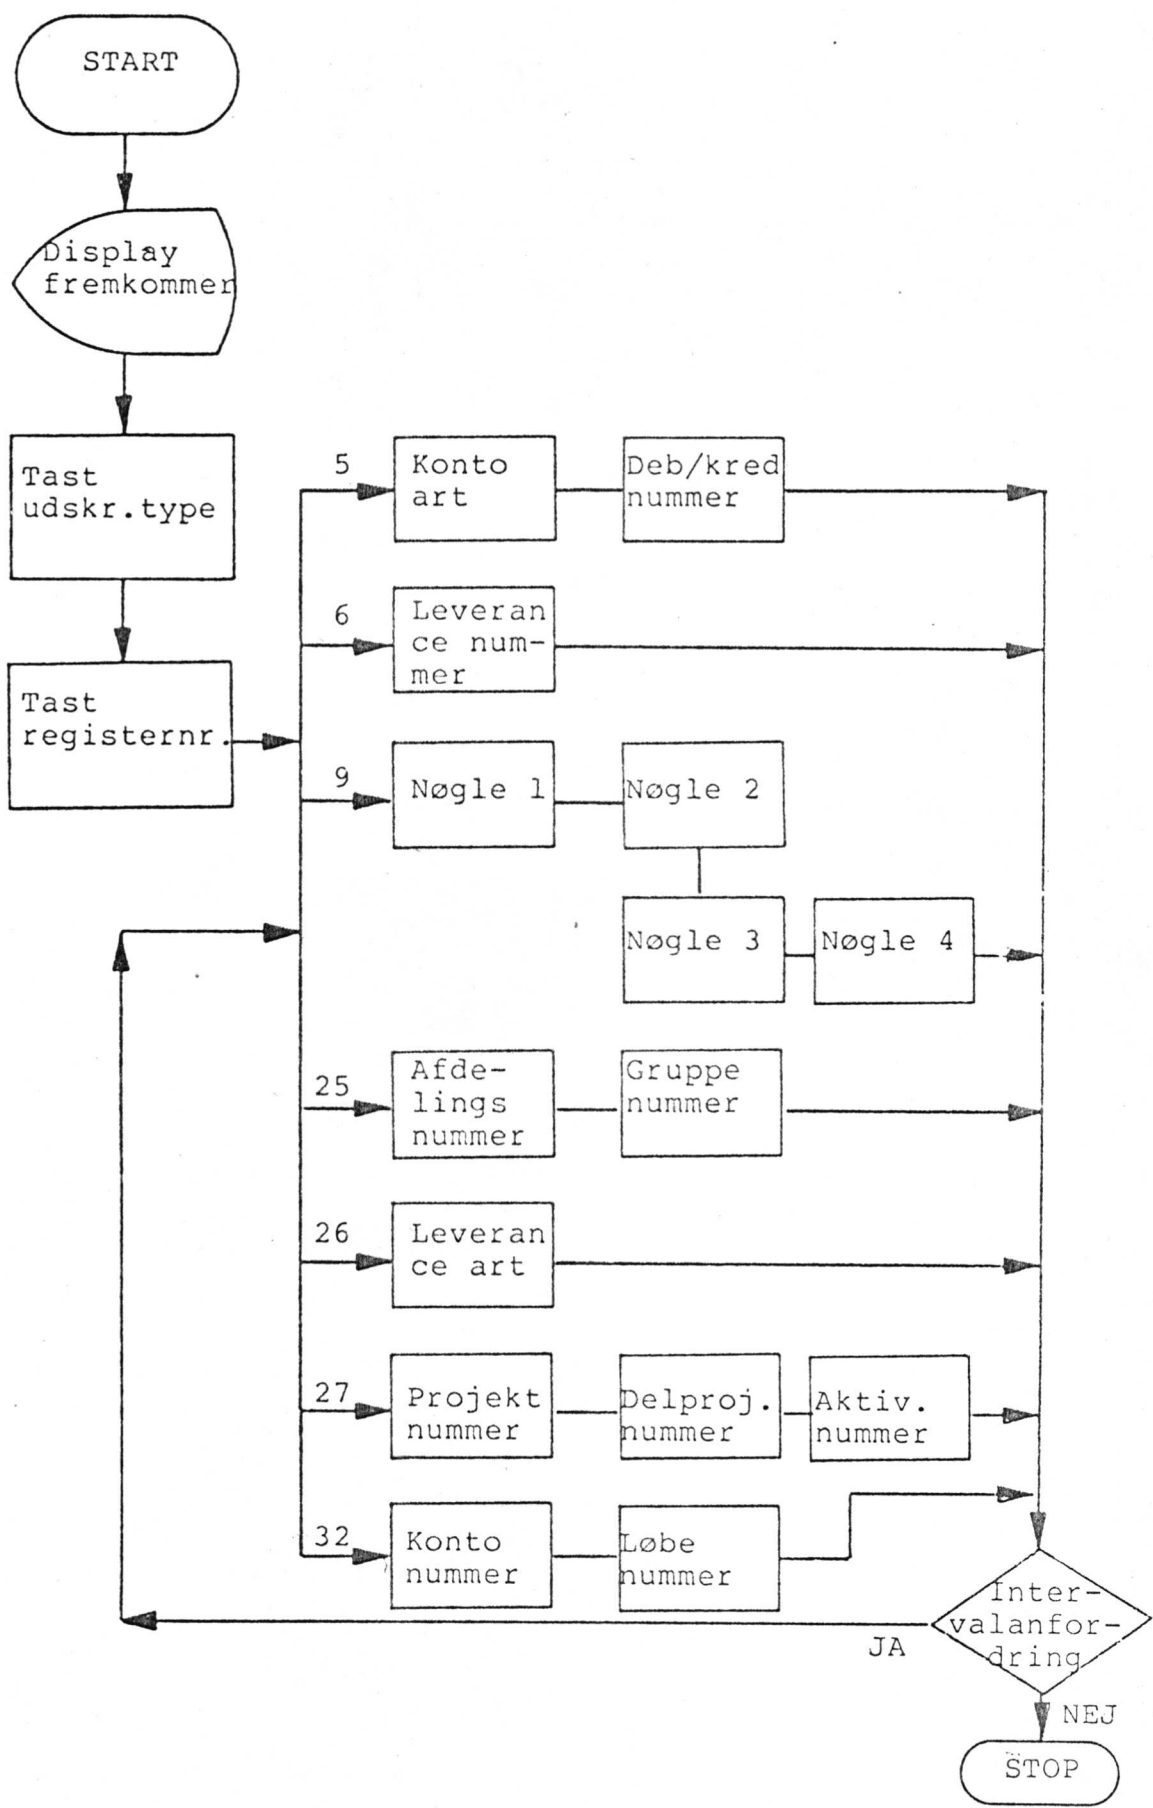 START
Display
fremkommer
Tast
udskr.type
Tast
registernr.
5
Konto
art
Deb/kred
nummer
6
Leveran
ce num-
mer
9
Nøgle 1
Nøgle 2
Nøgle 3
Nøgle 4
25
Afde-
lings
nummer
Gruppe
nummer
26
Leveran
ce art
27
Projekt
nummer
Delproj.
nummer
Aktiv.
nummer
32
Konto
nummer
Løbe
nummer
Inter-
valanfor-
dring
JA
NEJ
STOP